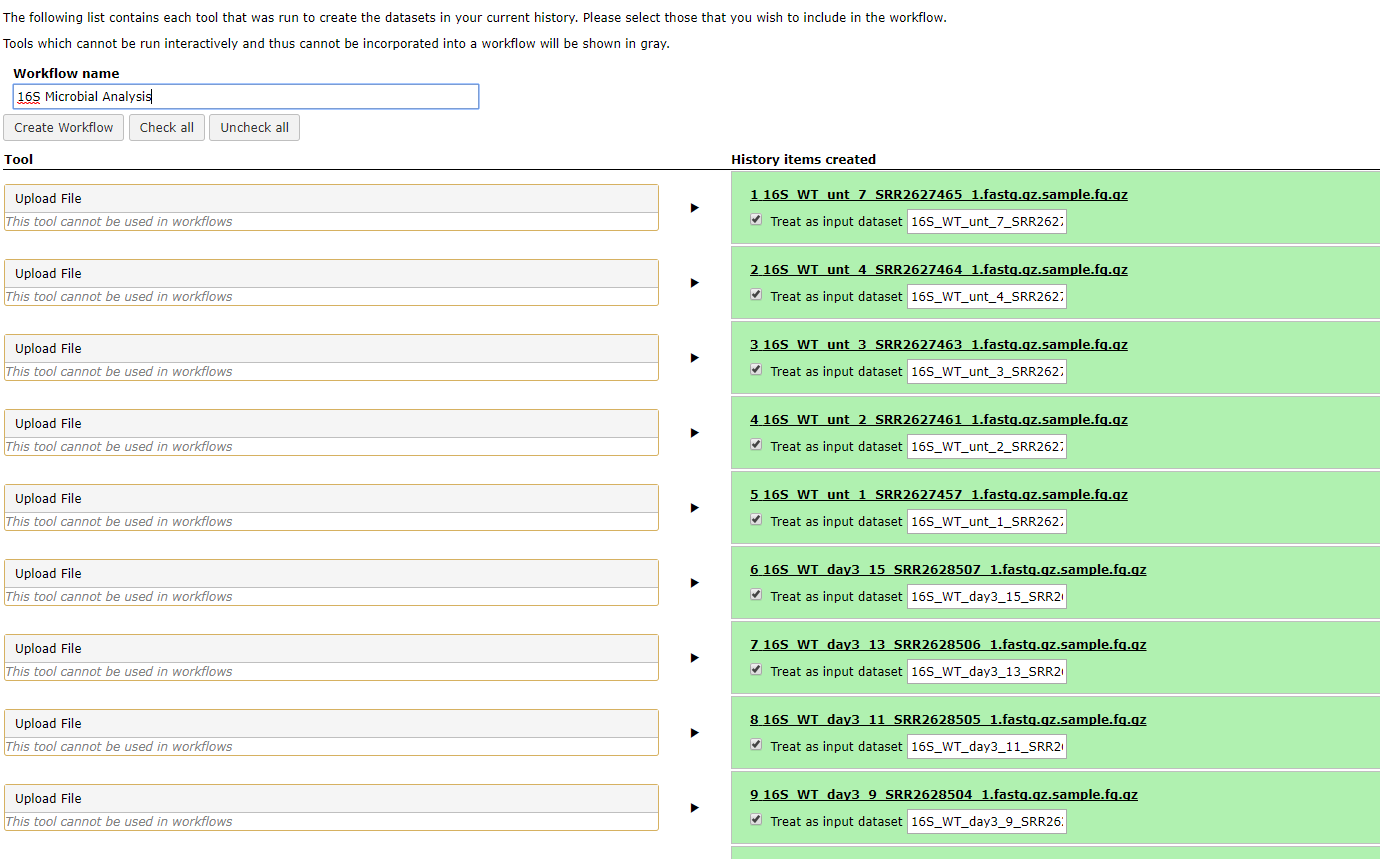 The following list contains each tool that was run to create the datasets in your current history. Please select those that you wish to include in the workflow.
Tools which cannot be run interactively and thus cannot be incorporated into a workflow will be shown in gray.
Workflow name
16S Microbial Analysis
Create Workflow Check all Uncheck all
Tool History items created
Upload File
This tool cannot be used in workflows
1 16S_WT_unt_7_SRR2627465_1.fastq.gz.sample.fq.gz
Treat as input dataset 16S_WT_unt_7_SRR2627
Upload File
This tool cannot be used in workflows
2 16S_WT_unt_4_SRR2627464_1.fastq.gz.sample.fq.gz
Treat as input dataset 16S_WT_unt_4_SRR2627
Upload File
This tool cannot be used in workflows
3 16S_WT_unt_3_SRR2627463_1.fastq.gz.sample.fq.gz
Treat as input dataset 16S_WT_unt_3_SRR2627
Upload File
This tool cannot be used in workflows
4 16S_WT_unt_2_SRR2627461_1.fastq.gz.sample.fq.gz
Treat as input dataset 16S_WT_unt_2_SRR2627
Upload File
This tool cannot be used in workflows
5 16S_WT_unt_1_SRR2627457_1.fastq.gz.sample.fq.gz
Treat as input dataset 16S_WT_unt_1_SRR2627
Upload File
This tool cannot be used in workflows
6 16S_WT_day3_15_SRR2628507_1.fastq.gz.sample.fq.gz
Treat as input dataset 16S_WT_day3_15_SRR2
Upload File
This tool cannot be used in workflows
7 16S_WT_day3_13_SRR2628506_1.fastq.gz.sample.fq.gz
Treat as input dataset 16S_WT_day3_13_SRR2
Upload File
This tool cannot be used in workflows
8 16S_WT_day3_11_SRR2628505_1.fastq.gz.sample.fq.gz
Treat as input dataset 16S_WT_day3_11_SRR2
Upload File
This tool cannot be used in workflows
9 16S_WT_day3_9_SRR2628504_1.fastq.gz.sample.fq.gz
Treat as input dataset 16S_WT_day3_9_SRR26